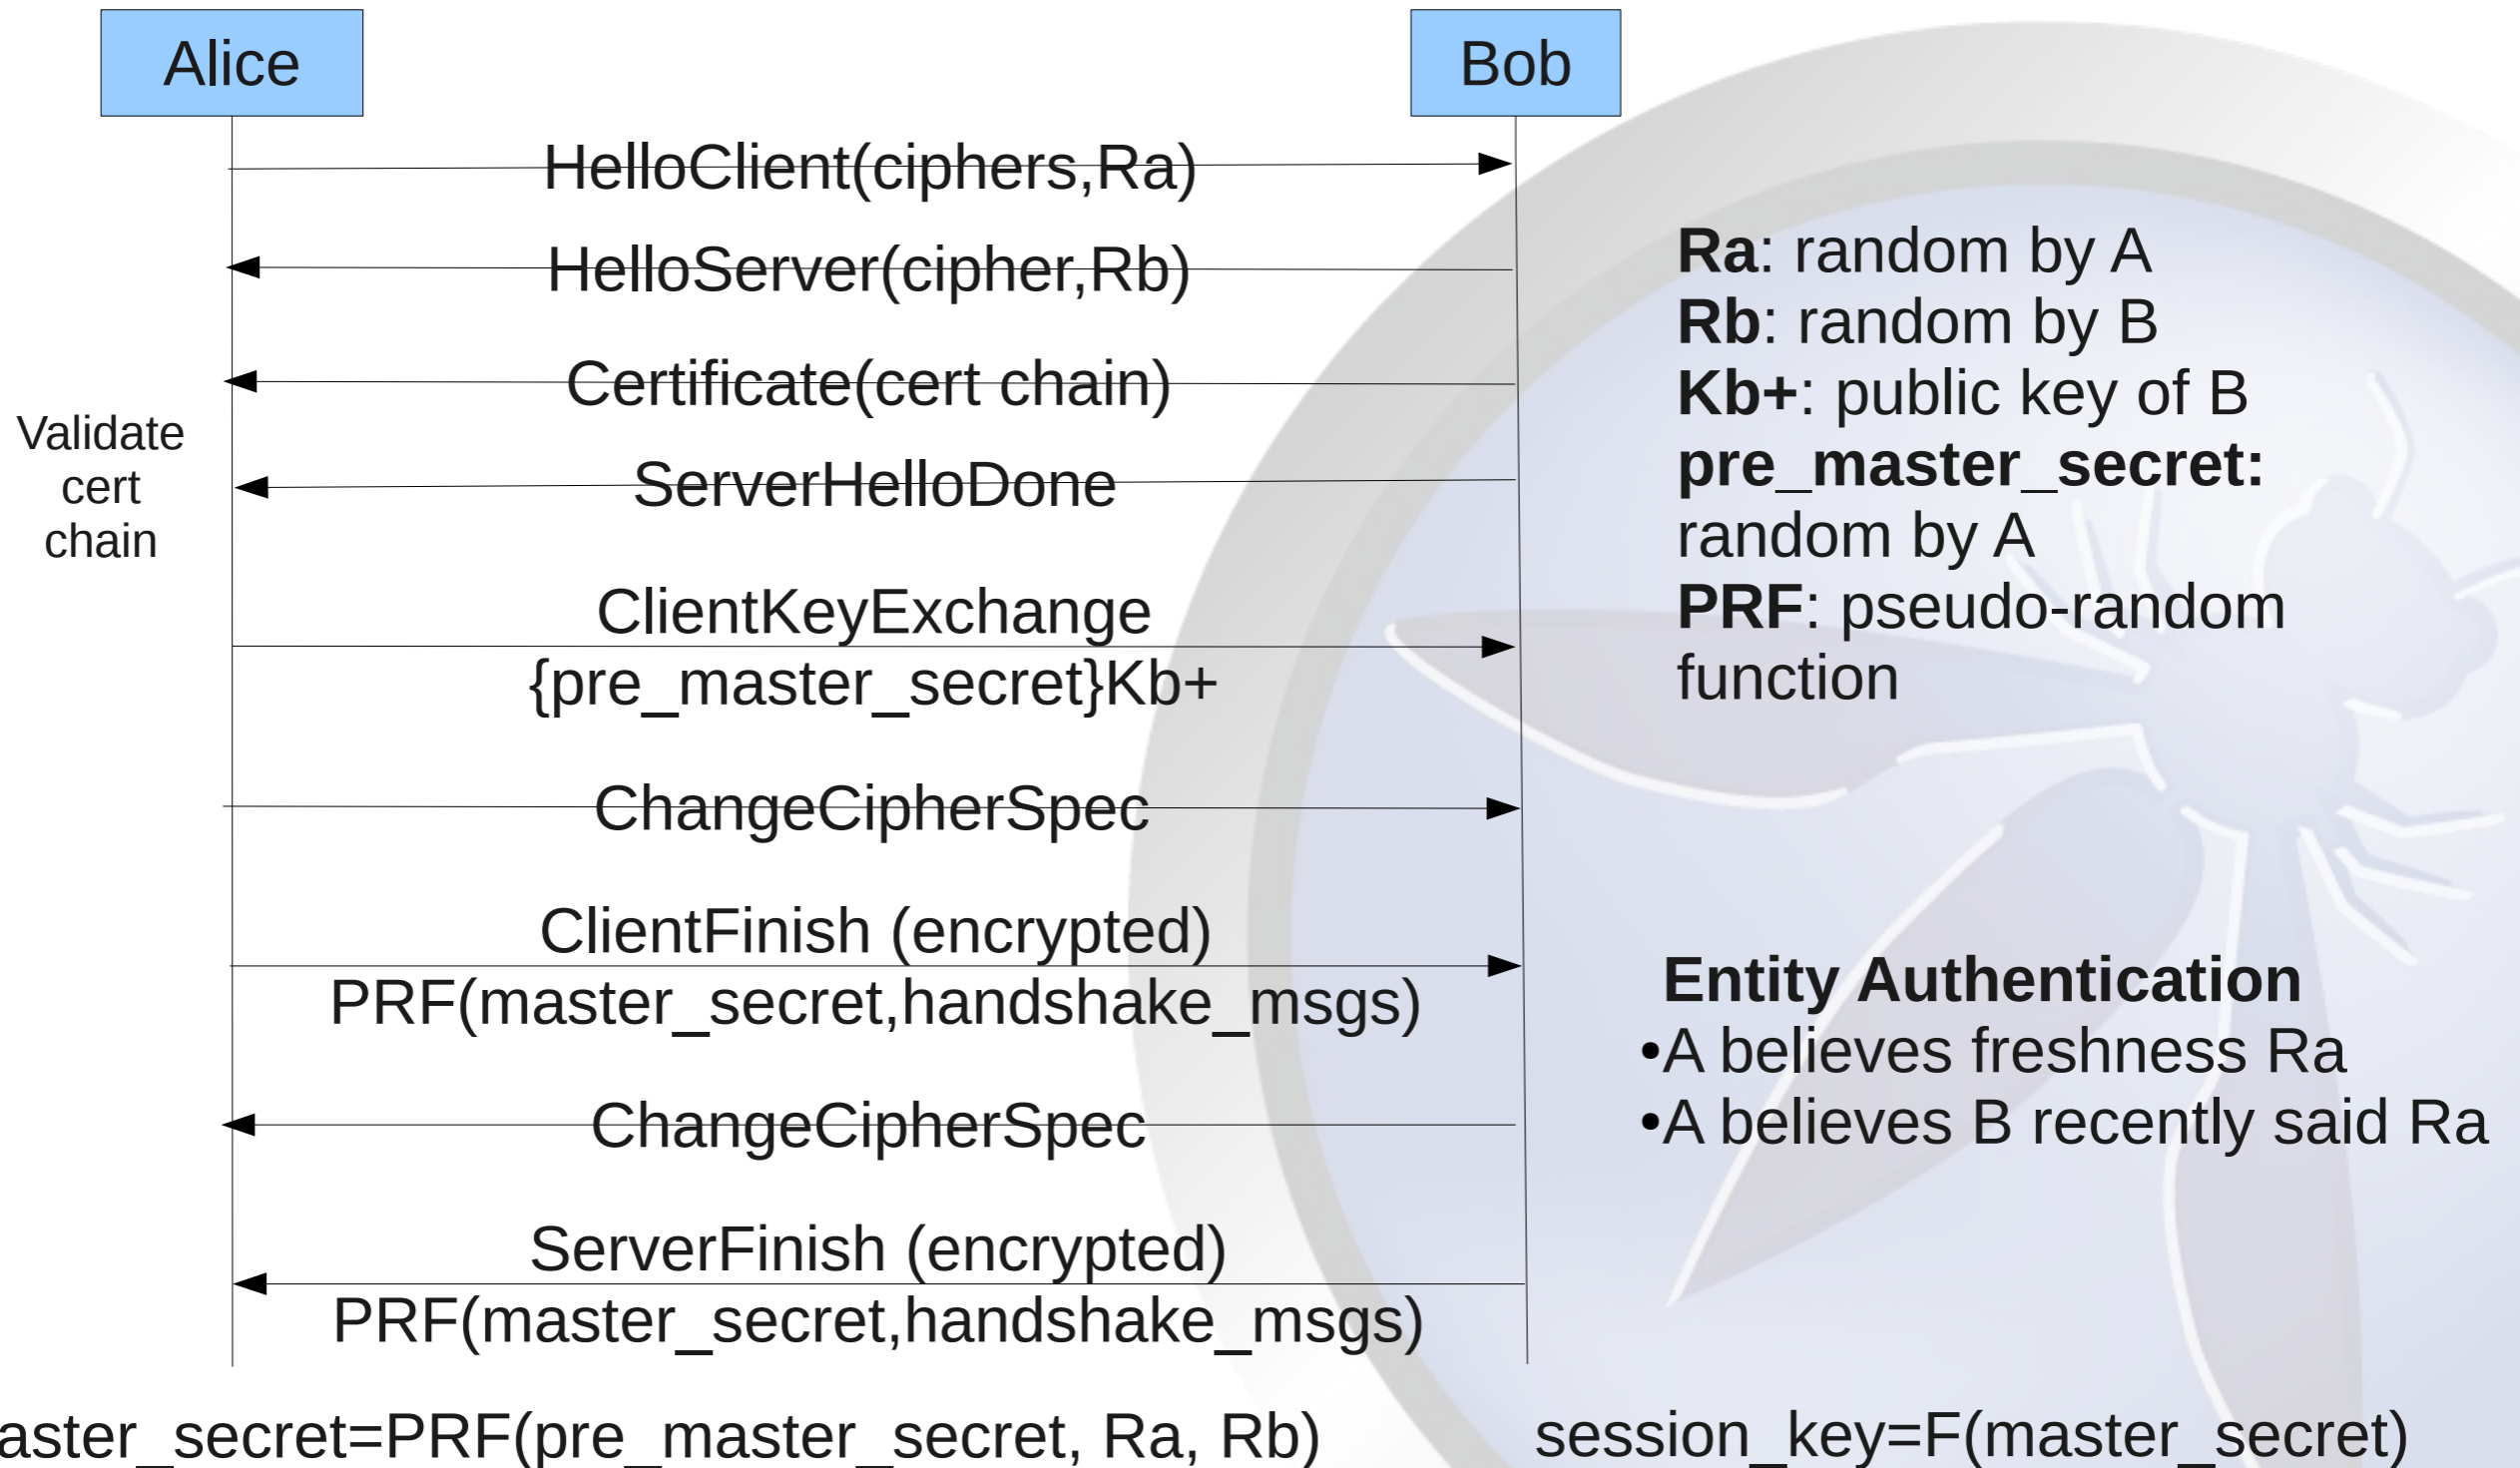 Alice
Bob
HelloClient(ciphers,Ra)
HelloServer(cipher,Rb)
Certificate(cert chain)
Validate
cert
chain
ServerHelloDone
ClientKeyExchange
{pre_master_secret}Kb+
ChangeCipherSpec
ClientFinish (encrypted)
PRF(master_secret,handshake_msgs)
ChangeCipherSpec
ServerFinish (encrypted)
PRF(master_secret,handshake_msgs)
Ra: random by A
Rb: random by B
Kb+: public key of B
pre_master_secret:
random by A
PRF: pseudo-random
function
Entity Authentication
•A believes freshness Ra
•A believes B recently said Ra
aster_secret=PRF(pre_master_secret, Ra, Rb)
session_key=F(master_secret)